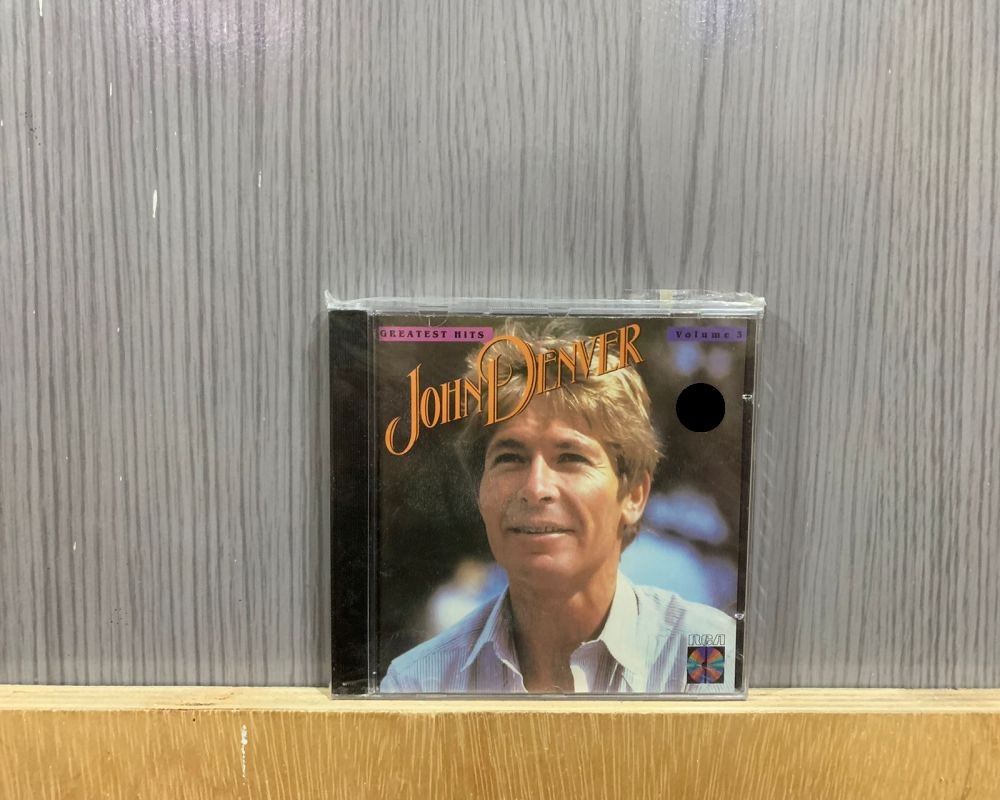 GREATEST HITS
Volume 3
JOHN DENVER
RCA